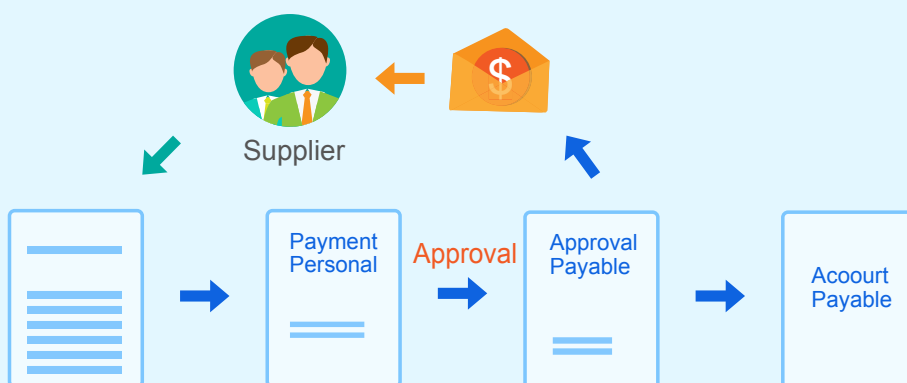 Supplier
Payment
Personal
Approval
Approval
Payable
Acoourt
Payable